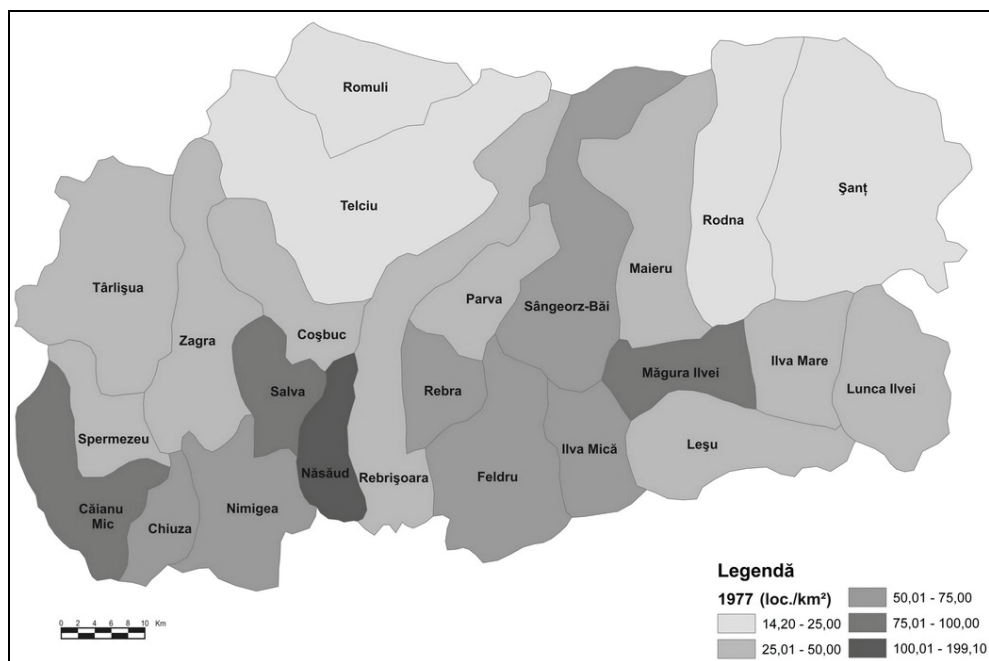 Romuli
Telciu
Şanţ
Rodna
Târlişua
Parva
Maieru
Sângeorz-Băi
Zagra
Coşbuc
Ilva Mare
Măgura Ilvei
Lunca Ilvei
Salva
Rebra
Spermezeu
Leşu
Ilva Mică
Năsăud
Rebrişoara
Feldru
Căianu
Mic
Nimigea
Chiuza
Legendă
1977 (loc./km²)
14,20 - 25,00
25,01 - 50,00
50,01 - 75,00
75,01 - 100,00
100,01 - 199,10
0 2 4 6 8 10 Km